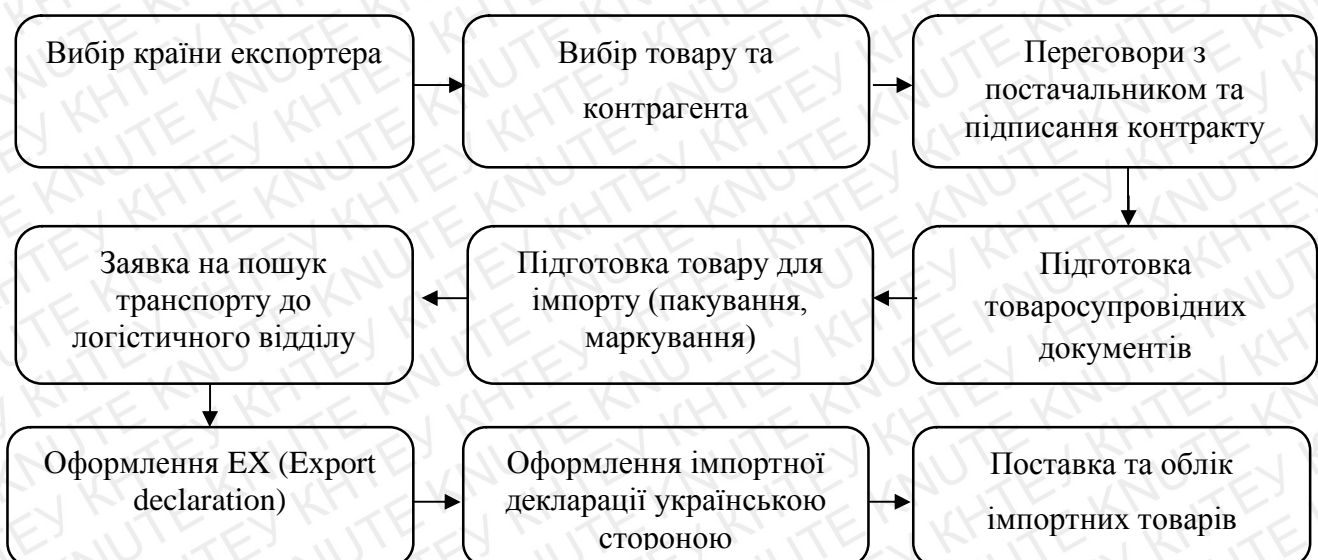 Вибір країни експортера
Вибір товару та
контрагента
Переговори з
постачальником та
підписання контракту
Заявка на пошук
транспорту до
логістичного відділу
Підготовка товару для
імпорту (пакування,
маркування)
Підготовка
товаросупровідних
документів
Оформлення ЕХ (Export
declaration)
Оформлення імпортної
декларації українською
стороною
Поставка та облік
імпортних товарів